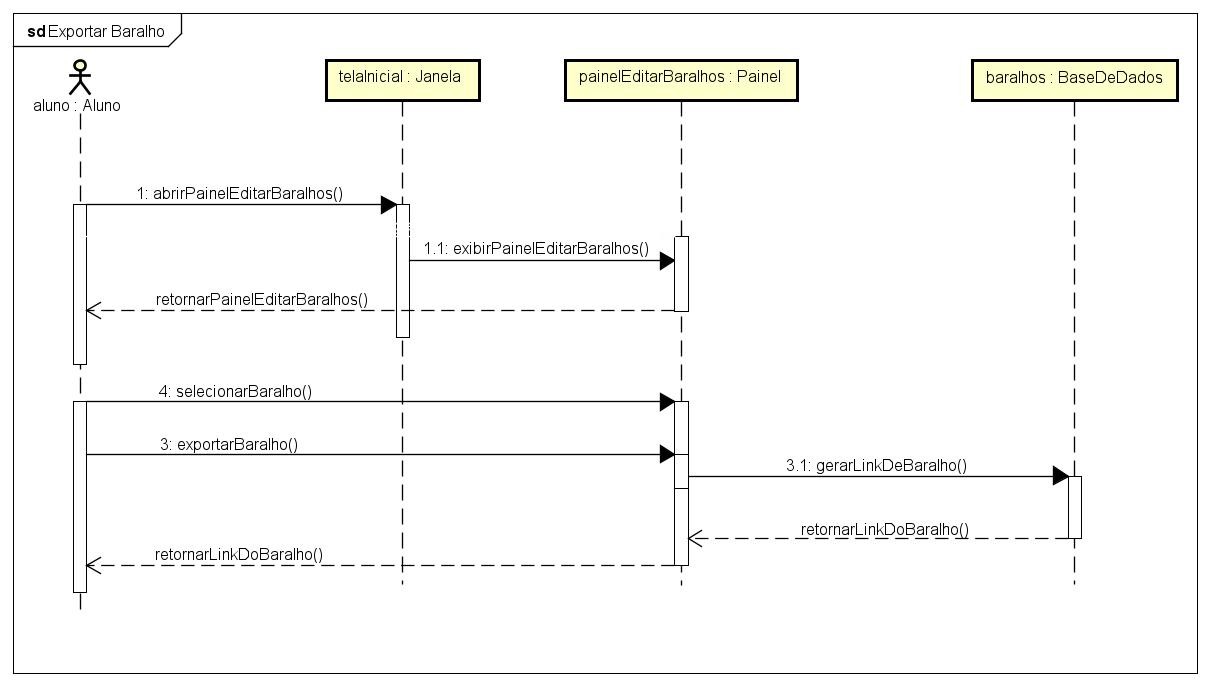 sd Exportar Baralho
aluno : Aluno
telaInicial : Janela
painelEditarBaralhos : Painel
baralhos : BaseDeDados
1: abrirPainelEditarBaralhos()
1.1: exibirPainelEditarBaralhos()
retornarPainelEditarBaralhos()
4: selecionarBaralho()
3: exportarBaralho()
3.1: gerarLinkDeBaralho()
retornarLinkDoBaralho()
retornarLinkDoBaralho()